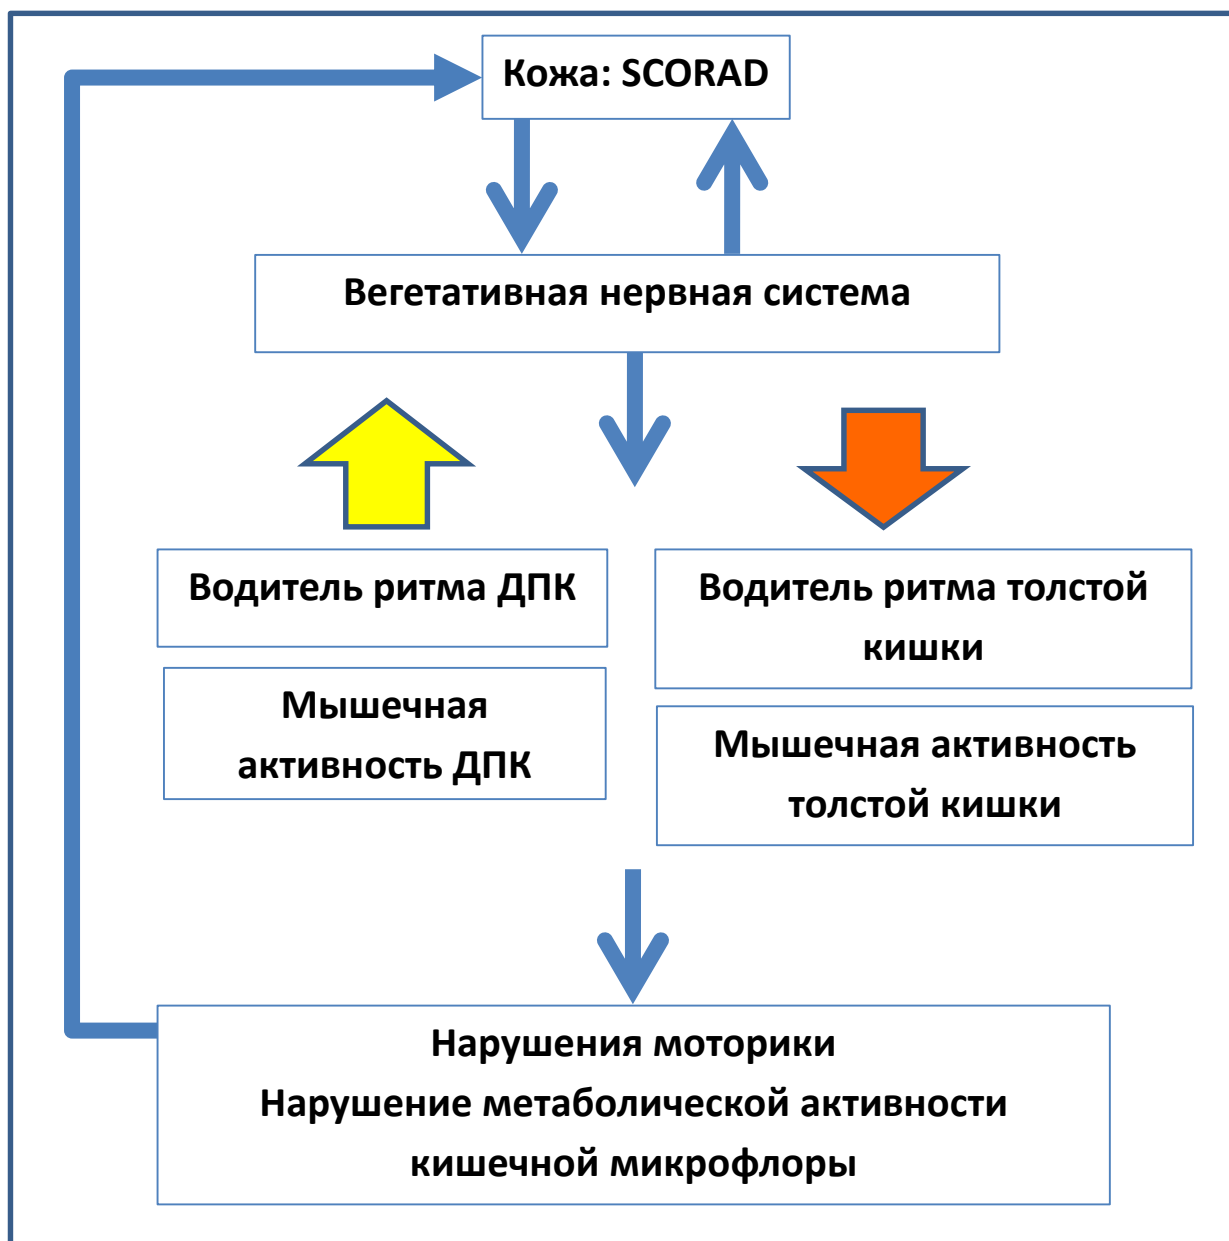 Кожа: SCORAD
Вегетативная нервная система
Водитель ритма ДПК
Водитель ритма толстой
кишки
Мышечная
активность ДПК
Мышечная активность
толстой кишки
Нарушения моторики
Нарушение метаболической активности
кишечной микрофлоры